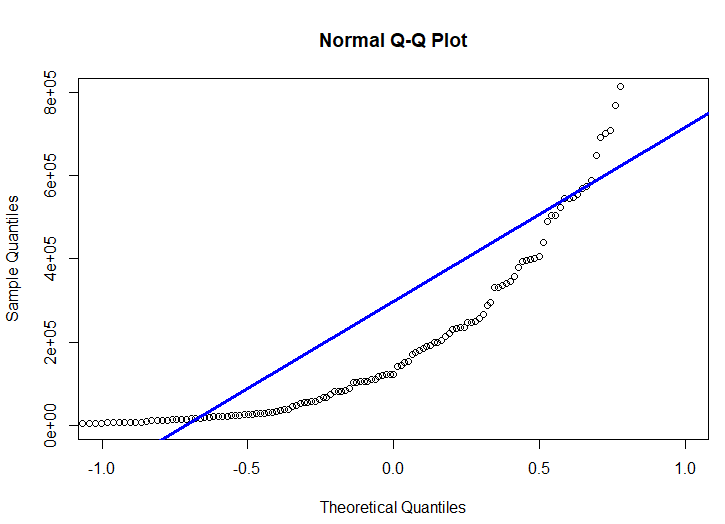 Normal Q-Q Plot
Sample Quantiles
8e+05
6e+05
4e+05
2e+05
0e+00
-1.0 -0.5 0.0 0.5 1.0
Theoretical Quantiles